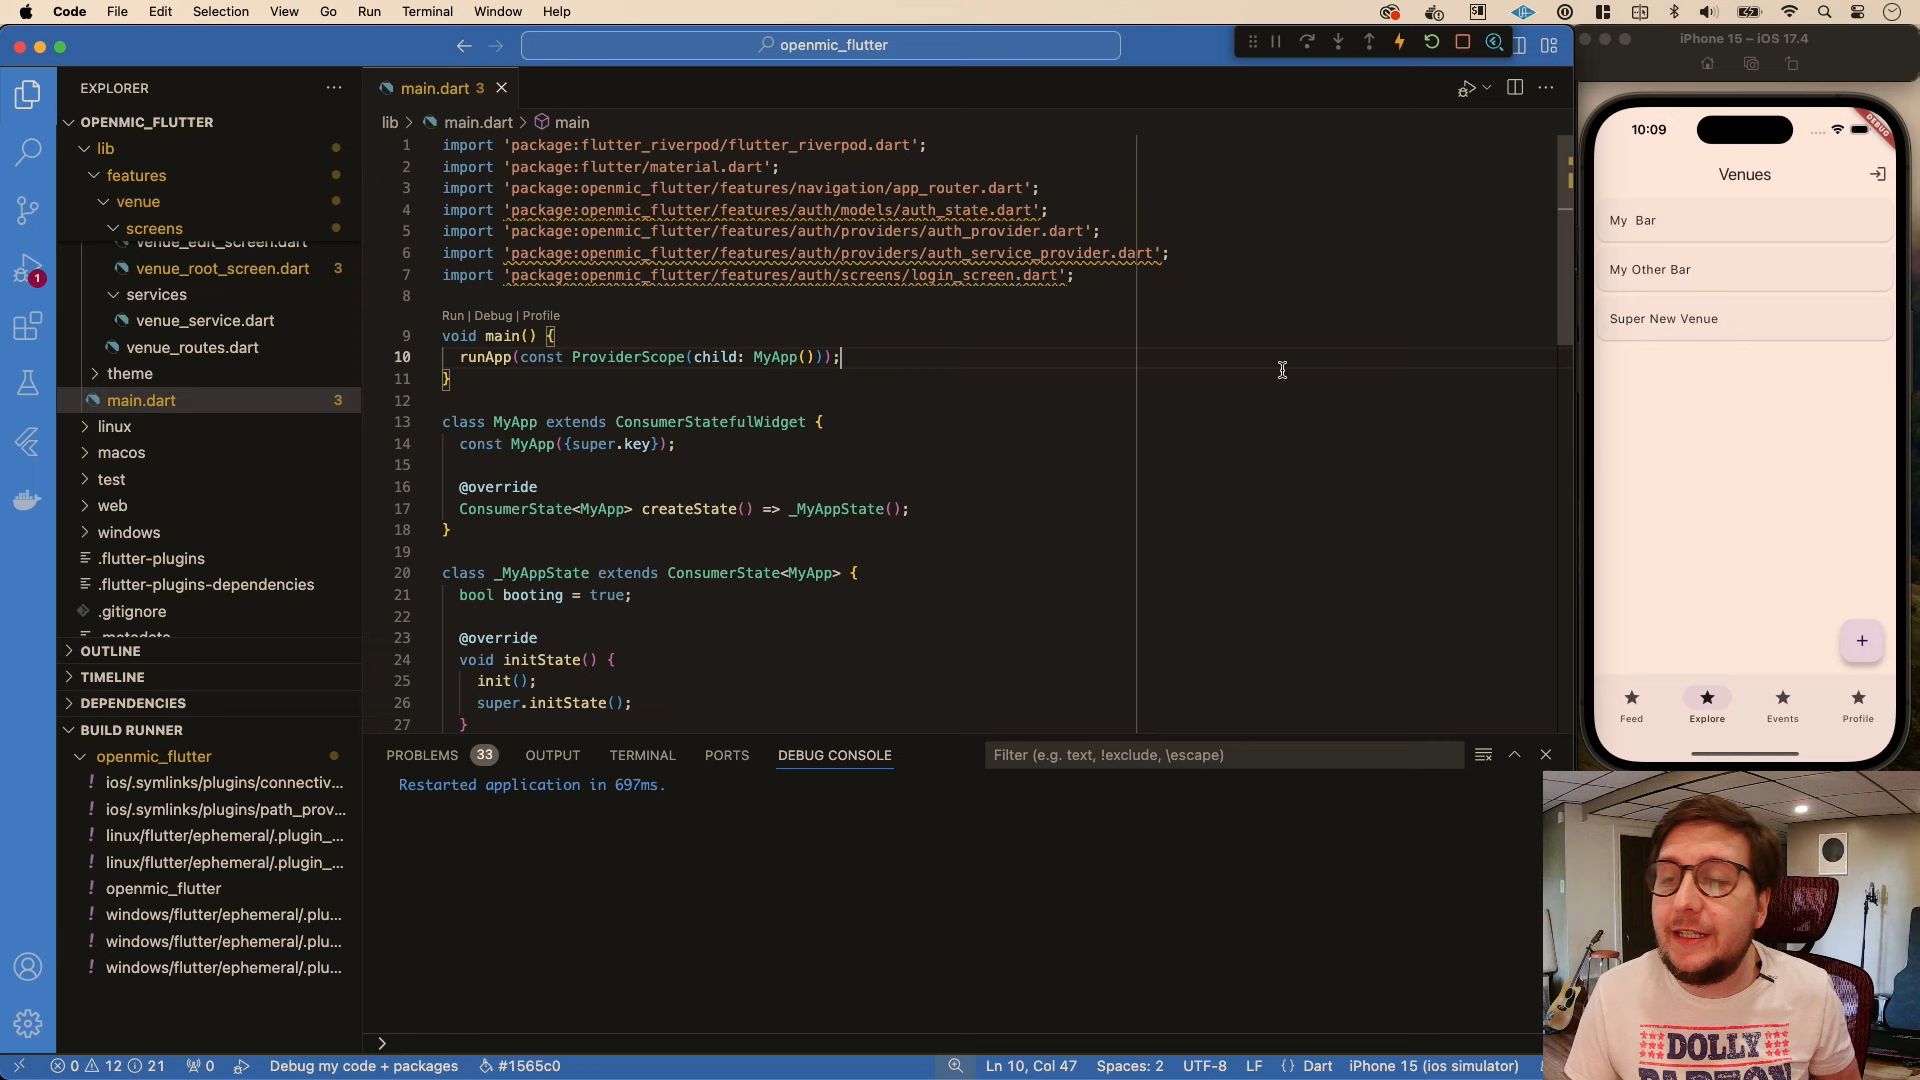 Code File Edit Selection View Go Run Terminal Window Help
openmic_flutter
iPhone 15 – iOS 17.4
EXPLORER
OPENMIC_FLUTTER
lib
features
venue
screens
venue_edit_screen.dart
venue_root_screen.dart 3
services
venue_service.dart
venue_routes.dart
theme
main.dart 3
linux
macos
test
web
windows
.flutter-plugins
.flutter-plugins-dependencies
.gitignore
.metadata
OUTLINE
TIMELINE
DEPENDENCIES
BUILD RUNNER
openmic_flutter
! ios/.symlinks/plugins/connectiv...
! ios/.symlinks/plugins/path_prov...
! linux/flutter/ephemeral/.plugin_...
! linux/flutter/ephemeral/.plugin_...
! openmic_flutter
! windows/flutter/ephemeral/.plu...
! windows/flutter/ephemeral/.plu...
! windows/flutter/ephemeral/.plu...
1
main.dart 3
lib > main.dart > main
1 import 'package:flutter_riverpod/flutter_riverpod.dart';
2 import 'package:flutter/material.dart';
3 import 'package:openmic_flutter/features/navigation/app_router.dart';
4 import 'package:openmic_flutter/features/auth/models/auth_state.dart';
5 import 'package:openmic_flutter/features/auth/providers/auth_provider.dart';
6 import 'package:openmic_flutter/features/auth/providers/auth_service_provider.dart';
7 import 'package:openmic_flutter/features/auth/screens/login_screen.dart';
8
Run | Debug | Profile
9 void main() {
10 runApp(const ProviderScope(child: MyApp()));
11 }
12
13 class MyApp extends ConsumerStatefulWidget {
14 const MyApp({super.key});
15
16 @override
17 ConsumerState<MyApp> createState() => _MyAppState();
18 }
19
20 class _MyAppState extends ConsumerState<MyApp> {
21 bool booting = true;
22
23 @override
24 void initState() {
25 init();
26 super.initState();
27 }
PROBLEMS 33 OUTPUT TERMINAL PORTS DEBUG CONSOLE Filter (e.g. text, !exclude, \escape)
Restarted application in 697ms.
>
0 12 21 0 Debug my code + packages #1565c0 Ln 10, Col 47 Spaces: 2 UTF-8 LF {} Dart iPhone 15 (ios simulator)
10:09
DEBUG
Venues
My Bar
My Other Bar
Super New Venue
+
Feed Explore Events Profile
DOLLY
PARTON